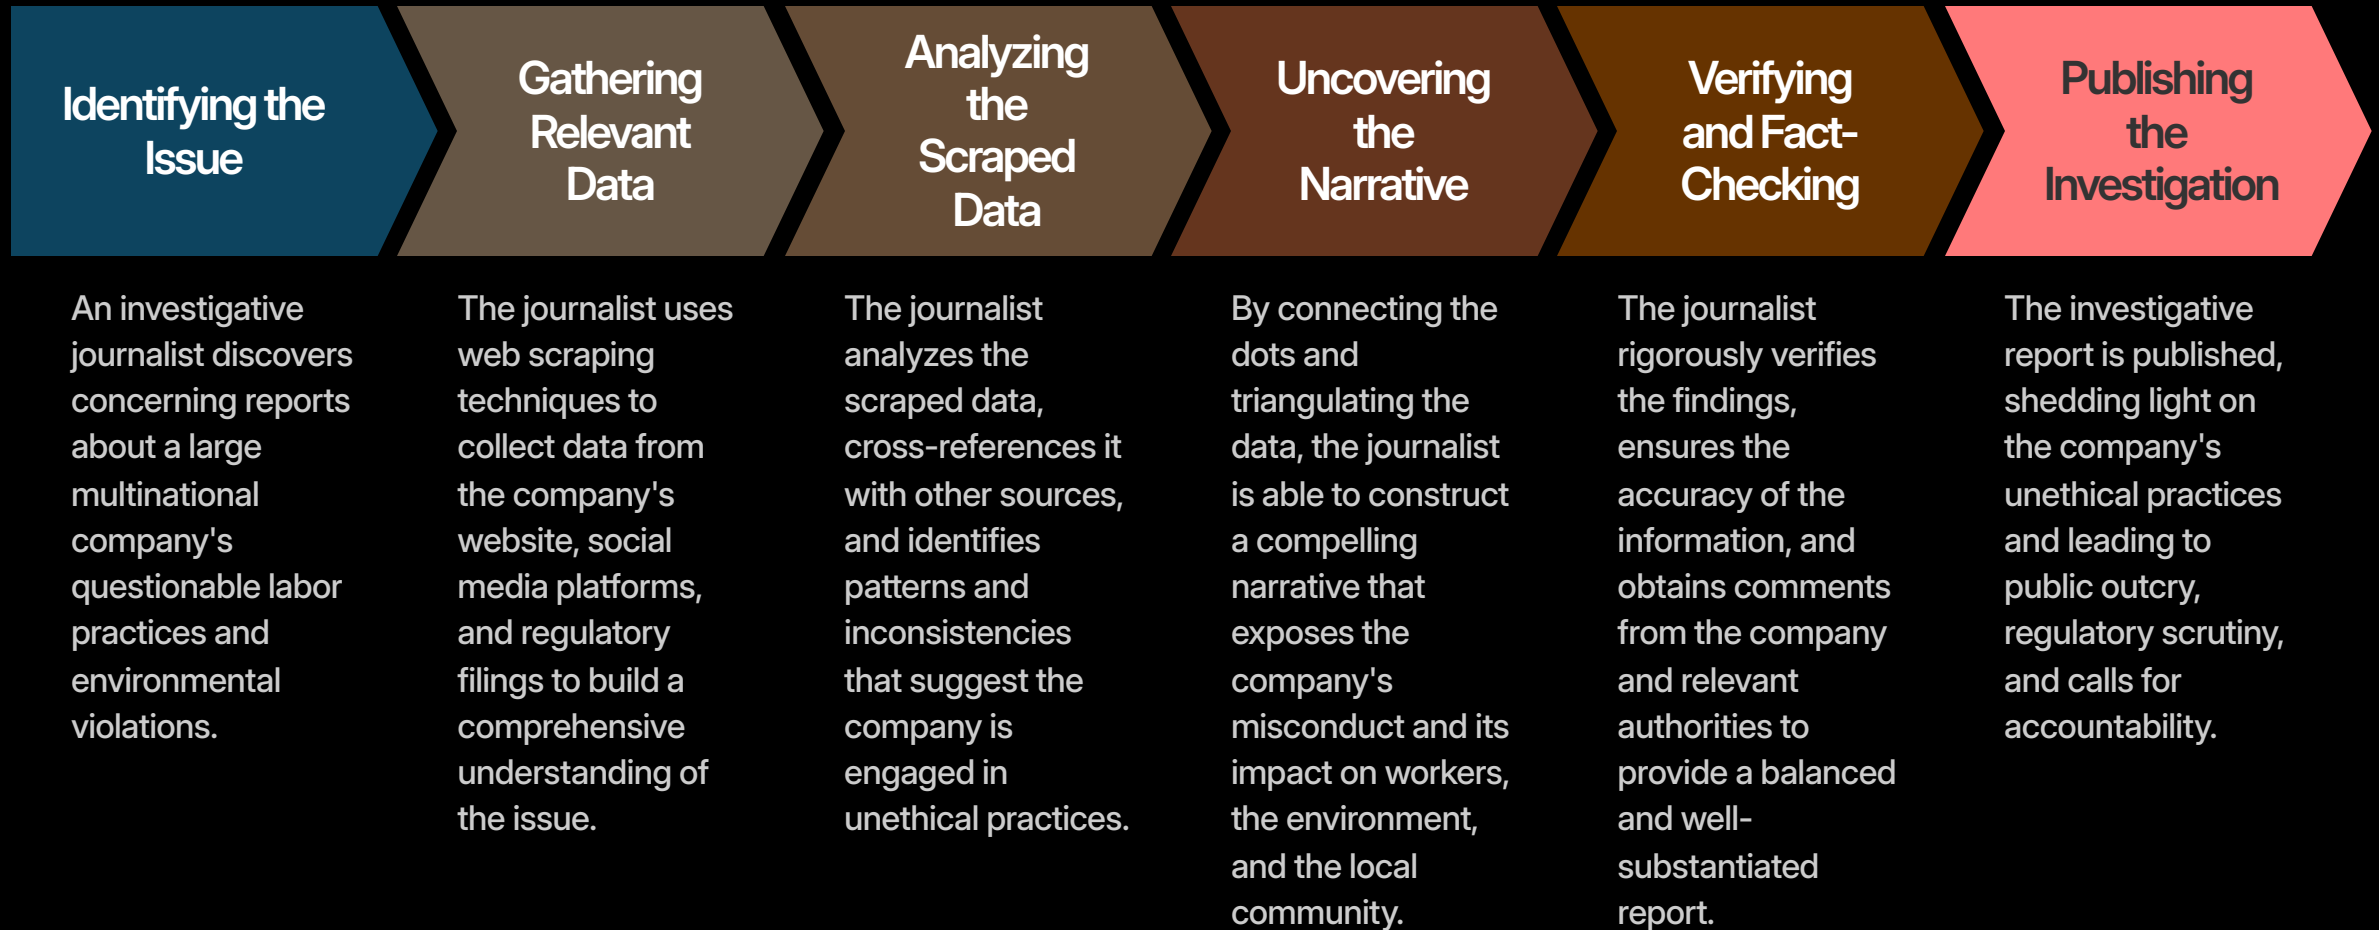 Identifying the
Issue
An investigative
journalist discovers
concerning reports
about a large
multinational
company's
questionable labor
practices and
environmental
violations.
Gathering
Relevant
Data
The journalist uses
web scraping
techniques to
collect data from
the company's
website, social
media platforms,
and regulatory
filings to build a
comprehensive
understanding of
the issue.
Analyzing
the
Scraped
Data
The journalist
analyzes the
scraped data,
cross-references it
with other sources,
and identifies
patterns and
inconsistencies
that suggest the
company is
engaged in
unethical practices.
Uncovering
the
Narrative
By connecting the
dots and
triangulating the
data, the journalist
is able to construct
a compelling
narrative that
exposes the
company's
misconduct and its
impact on workers,
the environment,
and the local
community.
Verifying
and Fact-
Checking
The journalist
rigorously verifies
the findings,
ensures the
accuracy of the
information, and
obtains comments
from the company
and relevant
authorities to
provide a balanced
and well-
substantiated
report.
Publishing
the
Investigation
The investigative
report is published,
shedding light on
the company's
unethical practices
and leading to
public outcry,
regulatory scrutiny,
and calls for
accountability.